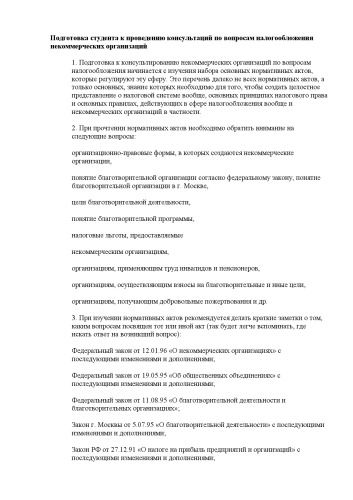 Подготовка студента к проведению консультаций по вопросам налогообложения
некоммерческих организаций
1. Подготовка к консультированию некоммерческих организаций по вопросам
налогообложения начинается с изучения набора основных нормативных актов,
которые регулируют эту сферу. Это перечень далеко не всех нормативных актов, а
только основных, знание которых необходимо для того, чтобы создать целостное
представление о налоговой системе вообще, основных принципах налогового права
и основных правилах, действующих в сфере налогообложения вообще и
некоммерческих организаций в частности.
2. При прочтении нормативных актов необходимо обратить внимание на
следующие вопросы:
организационно-правовые формы, в которых создаются некоммерческие
организации,
понятие благотворительной организации согласно федеральному закону, понятие
благотворительной организации в г. Москве,
цели благотворительной деятельности,
понятие благотворительной программы,
налоговые льготы, предоставляемые
некоммерческим организациям,
организациям, применяющим труд инвалидов и пенсионеров,
организациям, осуществляющим взносы на благотворительные и иные цели,
организациям, получающим добровольные пожертвования и др.
3. При изучении нормативных актов рекомендуется делать краткие заметки о том,
каким вопросам посвящен тот или иной акт (так будет легче вспоминать, где
искать ответ на возникший вопрос):
Федеральный закон от 12.01.96 «О некоммерческих организациях» с
последующими изменениями и дополнениями;
Федеральный закон от 19.05.95 «Об общественных объединениях» с
последующими изменениями и дополнениями;
Федеральный закон от 11.08.95 «О благотворительной деятельности и
благотворительных организациях»;
Закон г. Москвы от 5.07.95 «О благотворительной деятельности» с последующими
изменениями и дополнениями;
Закон РФ от 27.12.91 «О налоге на прибыль предприятий и организаций» с
последующими изменениями и дополнениями;